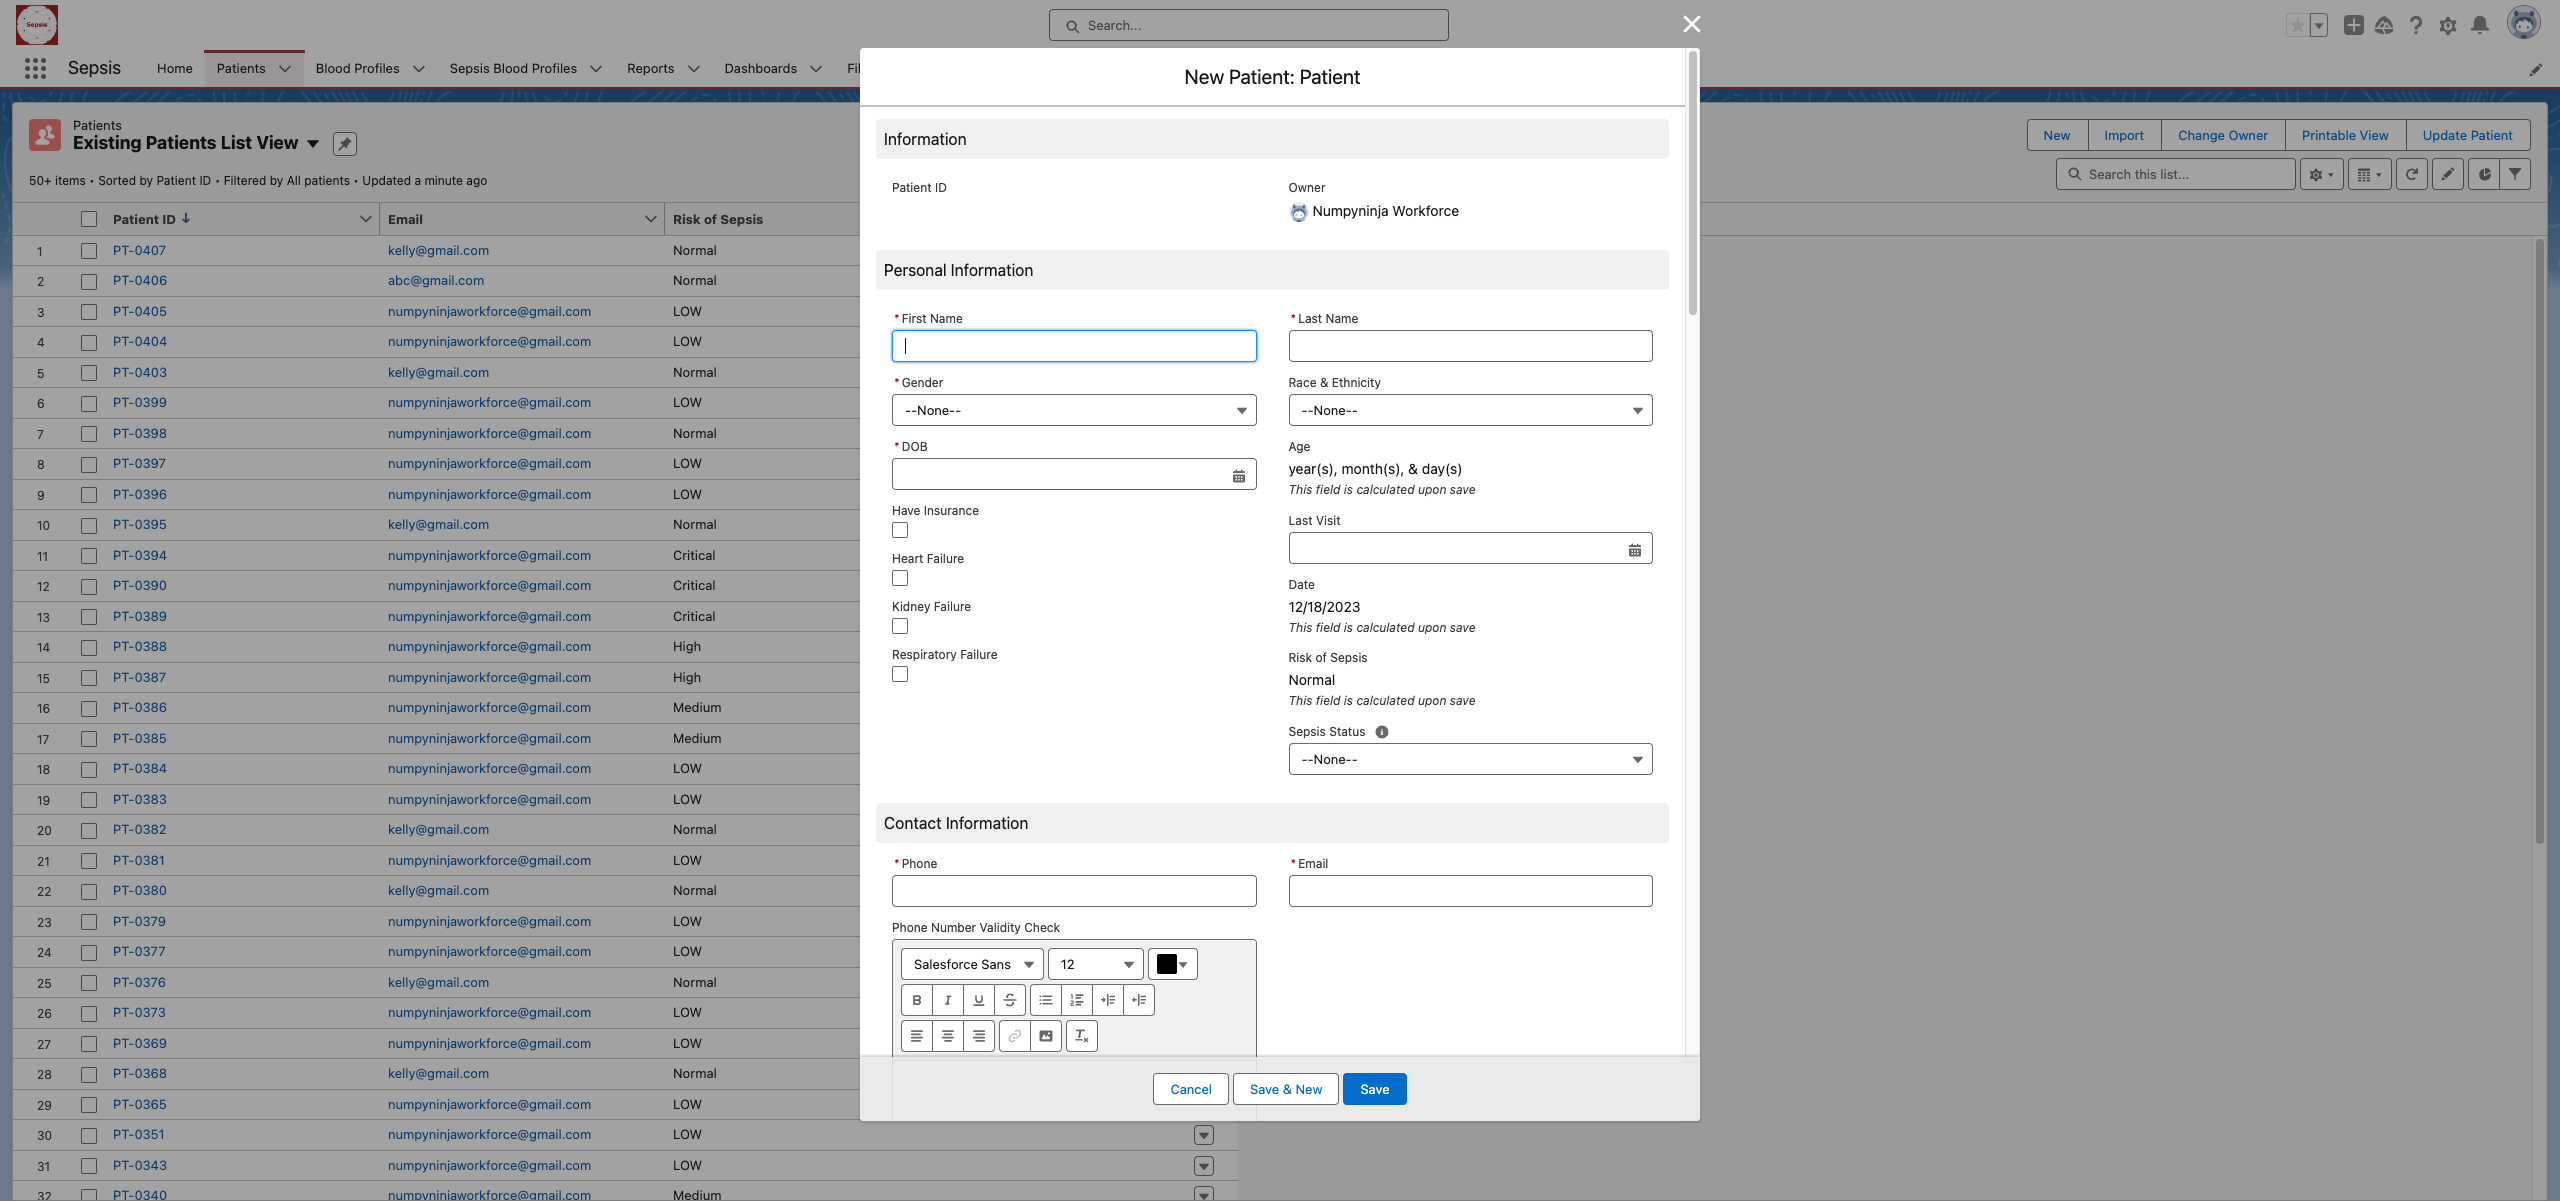 Sepsis
Search...
Sepsis
Home
Patients
Blood Profiles
Sepsis Blood Profiles
Reports
Dashboards
Patients
Existing Patients List View
New
Import
Change Owner
Printable View
Update Patient
50+ items • Sorted by Patient ID • Filtered by All patients • Updated a minute ago
Search this list...
Patient ID
Email
Risk of Sepsis
1 PT-0407 kelly@gmail.com Normal
2 PT-0406 abc@gmail.com Normal
3 PT-0405 numpyninjaworkforce@gmail.com LOW
4 PT-0404 numpyninjaworkforce@gmail.com LOW
5 PT-0403 kelly@gmail.com Normal
6 PT-0399 numpyninjaworkforce@gmail.com LOW
7 PT-0398 numpyninjaworkforce@gmail.com Normal
8 PT-0397 numpyninjaworkforce@gmail.com LOW
9 PT-0396 numpyninjaworkforce@gmail.com LOW
10 PT-0395 kelly@gmail.com Normal
11 PT-0394 numpyninjaworkforce@gmail.com Critical
12 PT-0390 numpyninjaworkforce@gmail.com Critical
13 PT-0389 numpyninjaworkforce@gmail.com Critical
14 PT-0388 numpyninjaworkforce@gmail.com High
15 PT-0387 numpyninjaworkforce@gmail.com High
16 PT-0386 numpyninjaworkforce@gmail.com Medium
17 PT-0385 numpyninjaworkforce@gmail.com Medium
18 PT-0384 numpyninjaworkforce@gmail.com LOW
19 PT-0383 numpyninjaworkforce@gmail.com LOW
20 PT-0382 kelly@gmail.com Normal
21 PT-0381 numpyninjaworkforce@gmail.com LOW
22 PT-0380 kelly@gmail.com Normal
23 PT-0379 numpyninjaworkforce@gmail.com LOW
24 PT-0377 numpyninjaworkforce@gmail.com LOW
25 PT-0376 kelly@gmail.com Normal
26 PT-0373 numpyninjaworkforce@gmail.com LOW
27 PT-0369 numpyninjaworkforce@gmail.com LOW
28 PT-0368 kelly@gmail.com Normal
29 PT-0365 numpyninjaworkforce@gmail.com LOW
30 PT-0351 numpyninjaworkforce@gmail.com LOW
31 PT-0343 numpyninjaworkforce@gmail.com LOW
32 PT-0340 numpyninjaworkforce@gmail.com Medium
New Patient: Patient
Information
Patient ID
Owner
Numpyninja Workforce
Personal Information
* First Name
* Last Name
* Gender
--None--
Race & Ethnicity
--None--
* DOB
Age
year(s), month(s), & day(s)
This field is calculated upon save
Have Insurance
Last Visit
Heart Failure
Date
12/18/2023
This field is calculated upon save
Kidney Failure
Respiratory Failure
Risk of Sepsis
Normal
This field is calculated upon save
Sepsis Status
--None--
Contact Information
* Phone
* Email
Phone Number Validity Check
Salesforce Sans
12
Cancel
Save & New
Save